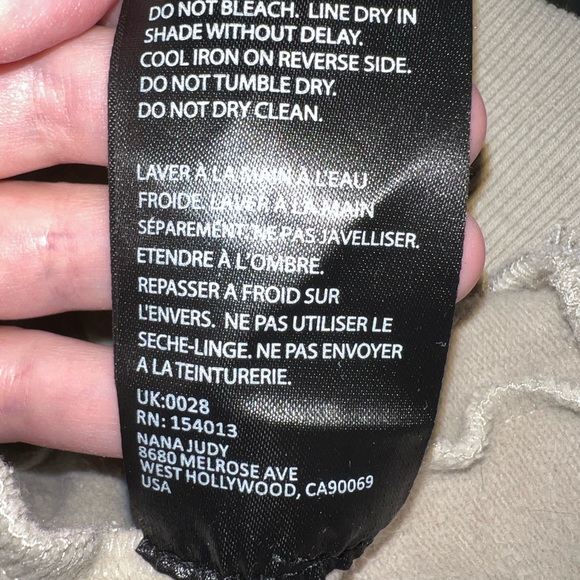 DO NOT BLEACH. LINE DRY IN
SHADE WITHOUT DELAY.
COOL IRON ON REVERSE SIDE.
DO NOT TUMBLE DRY.
DO NOT DRY CLEAN.
LAVER À LA MAIN À L'EAU
FROIDE. LAVER À LA MAIN
SÉPAREMENT. NE PAS JAVELLISER.
ETENDRE À L'OMBRE.
REPASSER A FROID SUR
L'ENVERS. NE PAS UTILISER LE
SECHE-LINGE. NE PAS ENVOYER
A LA TEINTURERIE.
UK:0028
RN: 154013
NANA JUDY
8680 MELROSE AVE
WEST HOLLYWOOD, CA90069
USA